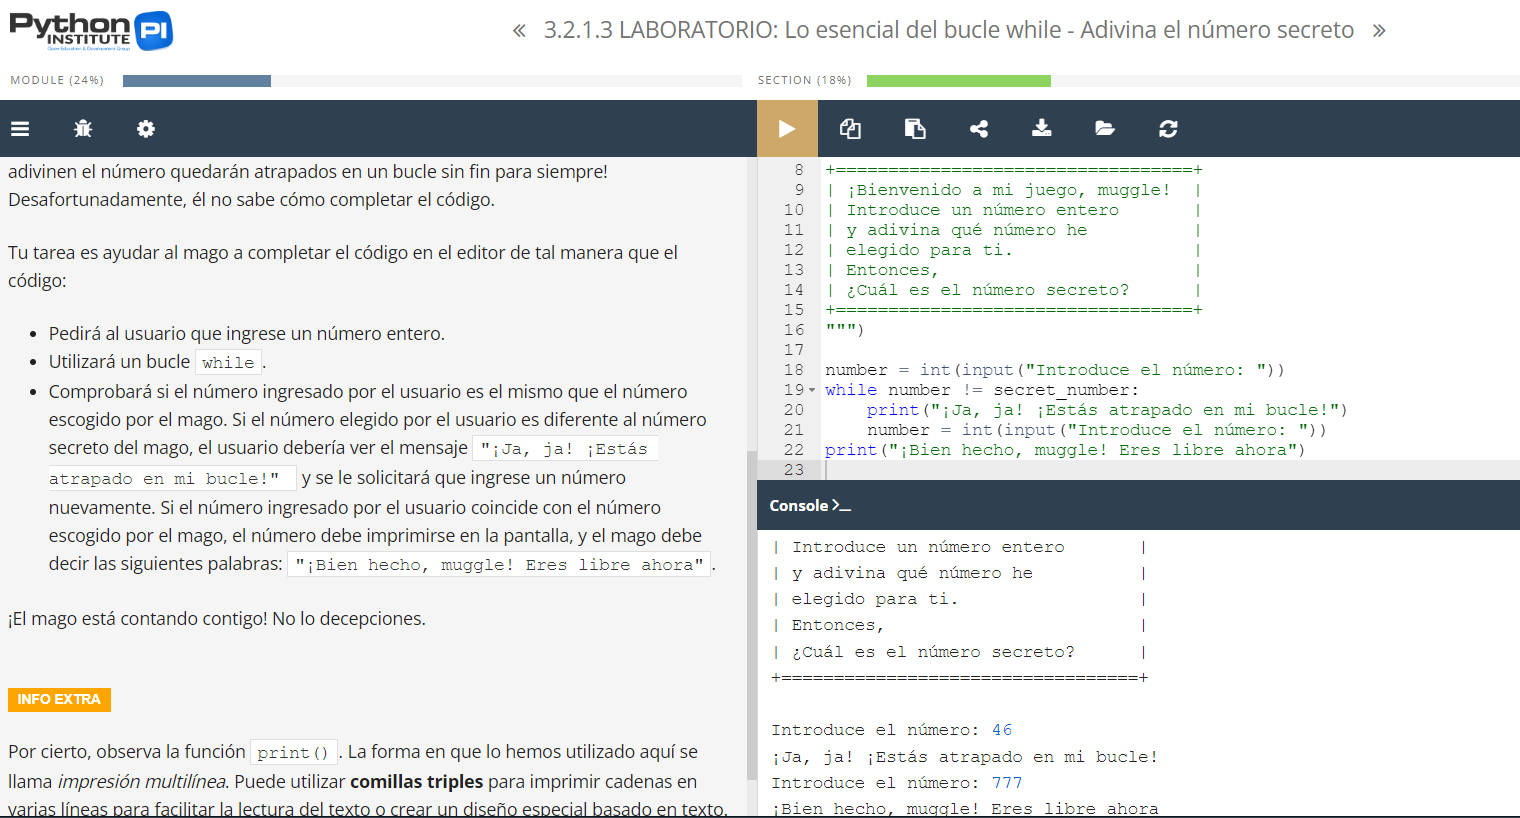 Python
INSTITUTE
Open Education & Development Group
PI
« 3.2.1.3 LABORATORIO: Lo esencial del bucle while - Adivina el número secreto »
MODULE (24%)
SECTION (18%)
adivinen el número quedarán atrapados en un bucle sin fin para siempre!
Desafortunadamente, él no sabe cómo completar el código.
Tu tarea es ayudar al mago a completar el código en el editor de tal manera que el
código:
• Pedirá al usuario que ingrese un número entero.
• Utilizará un bucle while.
• Comprobará si el número ingresado por el usuario es el mismo que el número
escogido por el mago. Si el número elegido por el usuario es diferente al número
secreto del mago, el usuario debería ver el mensaje "¡Ja, ja! ¡Estás
atrapado en mi bucle!" y se le solicitará que ingrese un número
nuevamente. Si el número ingresado por el usuario coincide con el número
escogido por el mago, el número debe imprimirse en la pantalla, y el mago debe
decir las siguientes palabras: "¡Bien hecho, muggle! Eres libre ahora".
¡El mago está contando contigo! No lo decepciones.
INFO EXTRA
Por cierto, observa la función print(). La forma en que lo hemos utilizado aquí se
llama impresión multilínea. Puede utilizar comillas triples para imprimir cadenas en
varias líneas para facilitar la lectura del texto o crear un diseño especial basado en texto.
8 +==================================+
9 | ¡Bienvenido a mi juego, muggle!  |
10 | Introduce un número entero       |
11 | y adivina qué número he          |
12 | elegido para ti.                 |
13 | Entonces,                        |
14 | ¿Cuál es el número secreto?      |
15 +==================================+
16 """)
17
18 number = int(input("Introduce el número: "))
19 while number != secret_number:
20     print("¡Ja, ja! ¡Estás atrapado en mi bucle!")
21     number = int(input("Introduce el número: "))
22 print("¡Bien hecho, muggle! Eres libre ahora")
23
Console >_
| Introduce un número entero       |
| y adivina qué número he          |
| elegido para ti.                 |
| Entonces,                        |
| ¿Cuál es el número secreto?      |
+==================================+
Introduce el número: 46
¡Ja, ja! ¡Estás atrapado en mi bucle!
Introduce el número: 777
¡Bien hecho, muggle! Eres libre ahora